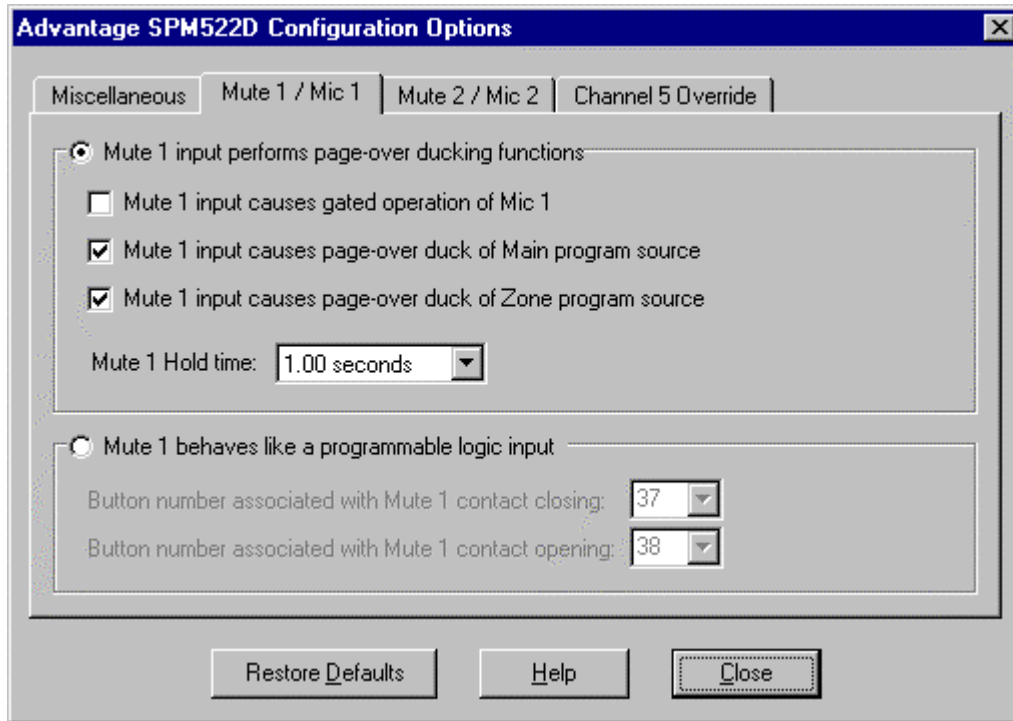 Advantage SPM522D Configuration Options
Miscellaneous Mute 1 / Mic 1 Mute 2 / Mic 2 Channel 5 Override
Mute 1 input performs page-over ducking functions
Mute 1 input causes gated operation of Mic 1
Mute 1 input causes page-over duck of Main program source
Mute 1 input causes page-over duck of Zone program source
Mute 1 Hold time: 1.00 seconds
Mute 1 behaves like a programmable logic input
Button number associated with Mute 1 contact closing: 37
Button number associated with Mute 1 contact opening: 38
Restore Defaults Help Close